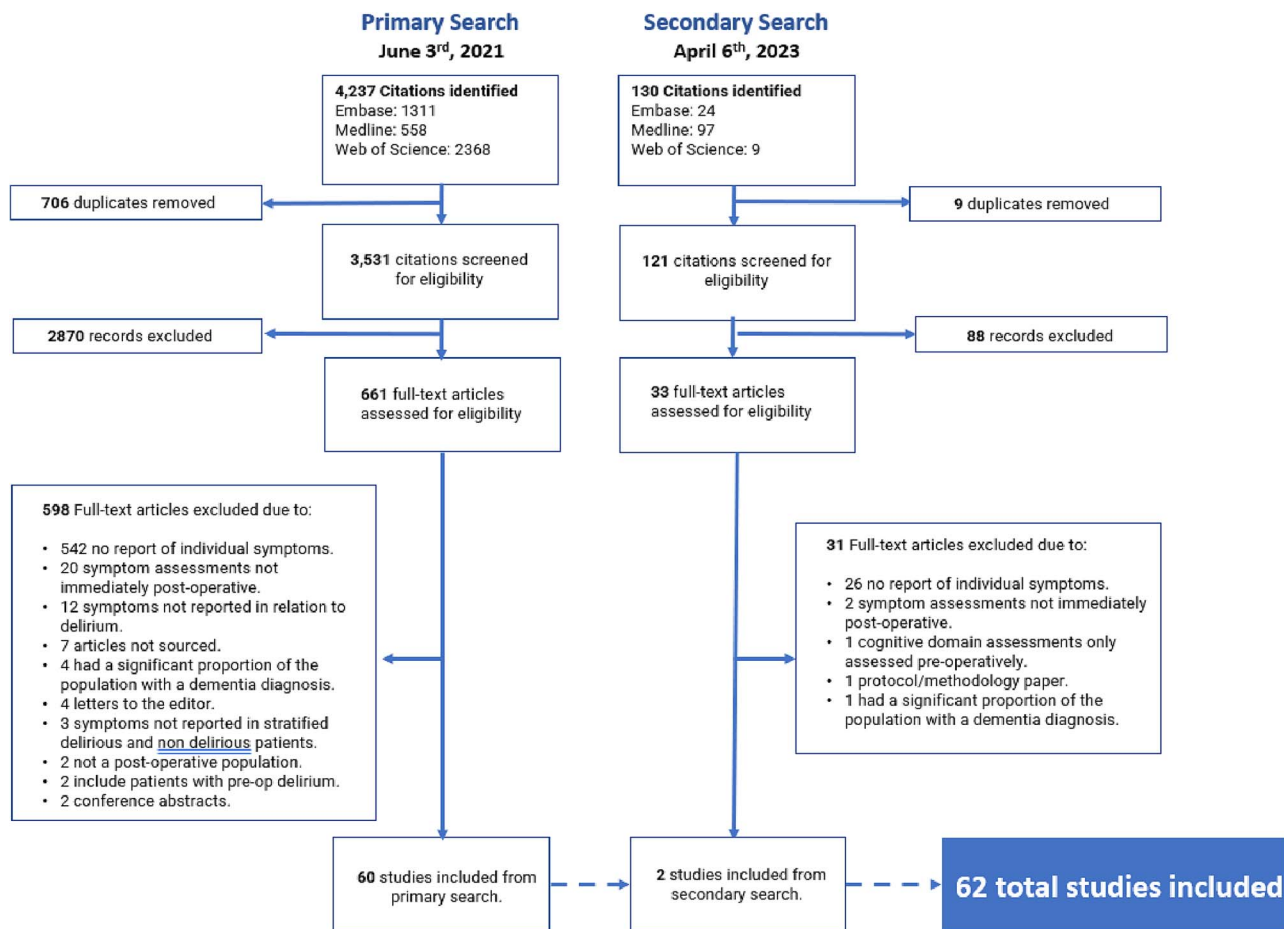 Primary Search
June 3rd, 2021
4,237 Citations identified
Embase: 1311
Medline: 558
Web of Science: 2368
706 duplicates removed
3,531 citations screened
for eligibility
2870 records excluded
661 full-text articles
assessed for eligibility
598 Full-text articles excluded due to:
• 542 no report of individual symptoms.
• 20 symptom assessments not
immediately post-operative.
• 12 symptoms not reported in relation to
delirium.
• 7 articles not sourced.
• 4 had a significant proportion of the
population with a dementia diagnosis.
• 4 letters to the editor.
• 3 symptoms not reported in stratified
delirious and non delirious patients.
• 2 not a post-operative population.
• 2 include patients with pre-op delirium.
• 2 conference abstracts.
60 studies included from
primary search.
Secondary Search
April 6th, 2023
130 Citations identified
Embase: 24
Medline: 97
Web of Science: 9
9 duplicates removed
121 citations screened for
eligibility
88 records excluded
33 full-text articles
assessed for eligibility
31 Full-text articles excluded due to:
• 26 no report of individual symptoms.
• 2 symptom assessments not immediately
post-operative.
• 1 cognitive domain assessments only
assessed pre-operatively.
• 1 protocol/methodology paper.
• 1 had a significant proportion of the
population with a dementia diagnosis.
2 studies included from
secondary search.
62 total studies included